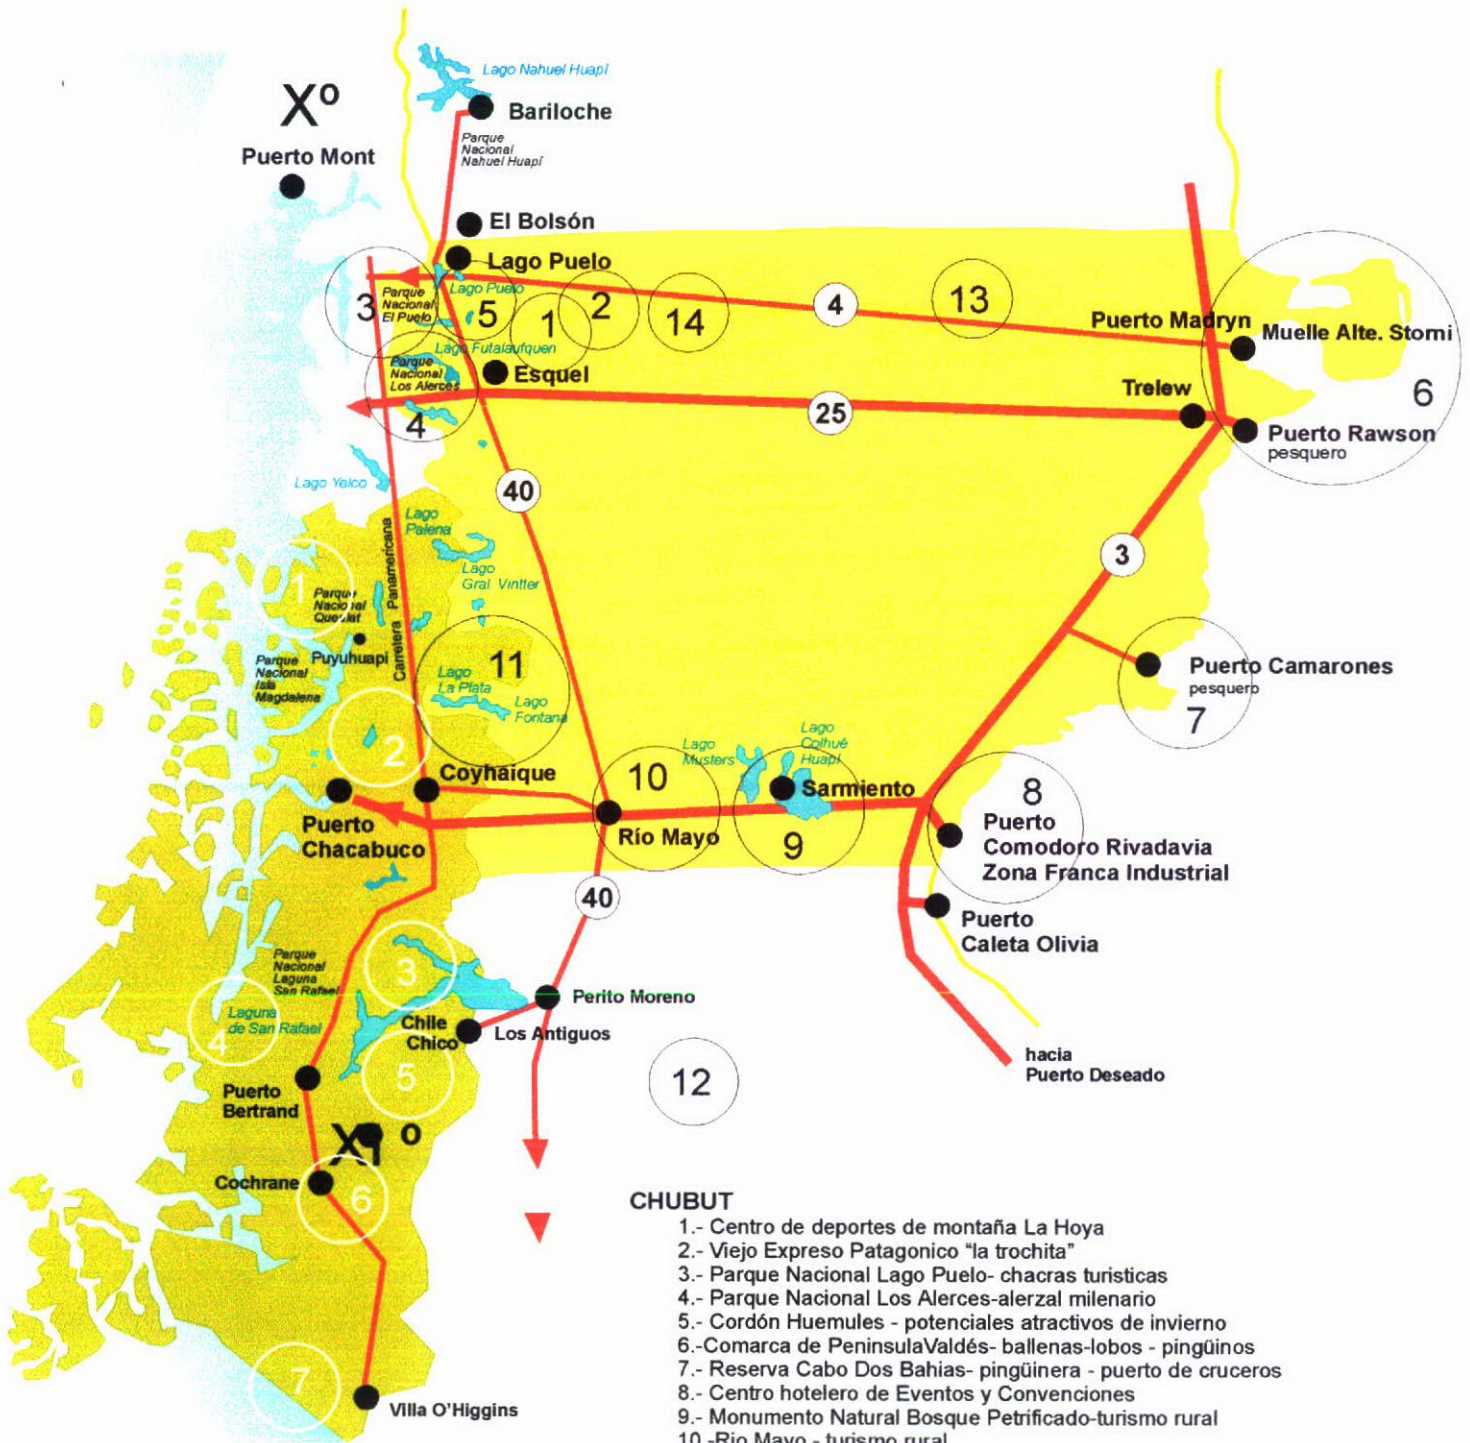 Lago Nahuel Huapí
Bariloche
Parque
Nacional
Nahuel Huapí
Xº
Puerto Mont
El Bolsón
Lago Puelo
Lago Puelo
3
Parque
Nacional
El Puelo
5
1
2
14
4
13
Puerto Madryn
Muelle Alte. Storni
6
Lago Futalaufquen
Parque
Nacional
Los Alerces
Esquel
4
25
Trelew
Puerto Rawson
pesquero
Lago Yelco
40
Lago
Palena
Lago
Gral Vintter
Carretera Panamericana
3
1
Parque
Nacional
Queulat
Puyuhuapi
Parque
Nacional
Isla
Magdalena
11
Lago
La Plata
Lago
Fontana
Puerto Camarones
pesquero
7
2
Coyhaique
Puerto
Chacabuco
10
Río Mayo
Lago
Musters
Lago
Colhué
Huapí
Sarmiento
9
8
Puerto
Comodoro Rivadavia
Zona Franca Industrial
40
Puerto
Caleta Olivia
Parque
Nacional
Laguna
San Rafael
3
Perito Moreno
Laguna
de San Rafael
4
Chile
Chico
Los Antiguos
5
12
hacia
Puerto Deseado
Puerto
Bertrand
Cochrane
6
7
Villa O'Higgins
CHUBUT
1.- Centro de deportes de montaña La Hoya
2.- Viejo Expreso Patagonico "la trochita"
3.- Parque Nacional Lago Puelo- chacras turisticas
4.- Parque Nacional Los Alerces-alerzal milenario
5.- Cordón Huemules - potenciales atractivos de invierno
6.-Comarca de PeninsulaValdés- ballenas-lobos - pingüinos
7.- Reserva Cabo Dos Bahias- pingüinera - puerto de cruceros
8.- Centro hotelero de Eventos y Convenciones
9.- Monumento Natural Bosque Petrificado-turismo rural
10.-Rio Mayo - turismo rural